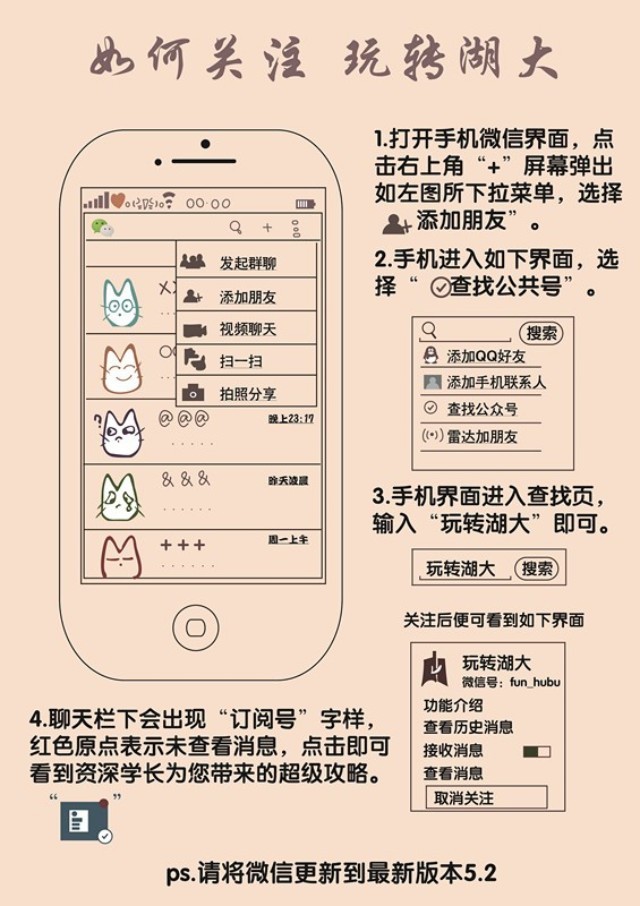 如何关注 玩转湖大
1.打开手机微信界面，点
击右上角“+”屏幕弹出
如左图所下拉菜单，选择
添加朋友”。
2.手机进入如下界面，选
择“查找公共号”。
搜索
添加QQ好友
添加手机联系人
查找公众号
雷达加朋友
3.手机界面进入查找页，
输入“玩转湖大”即可。
玩转湖大 搜索
关注后便可看到如下界面
玩转湖大
微信号：fun_hubu
功能介绍
查看历史消息
接收消息
查看消息
取消关注
00:00
发起群聊
添加朋友
视频聊天
扫一扫
拍照分享
@@@ 晚上23:17
&&& 昨天凌晨
+++ 周一上午
4.聊天栏下会出现“订阅号”字样，
红色原点表示未查看消息，点击即可
看到资深学长为您带来的超级攻略。
“ ”
ps.请将微信更新到最新版本5.2